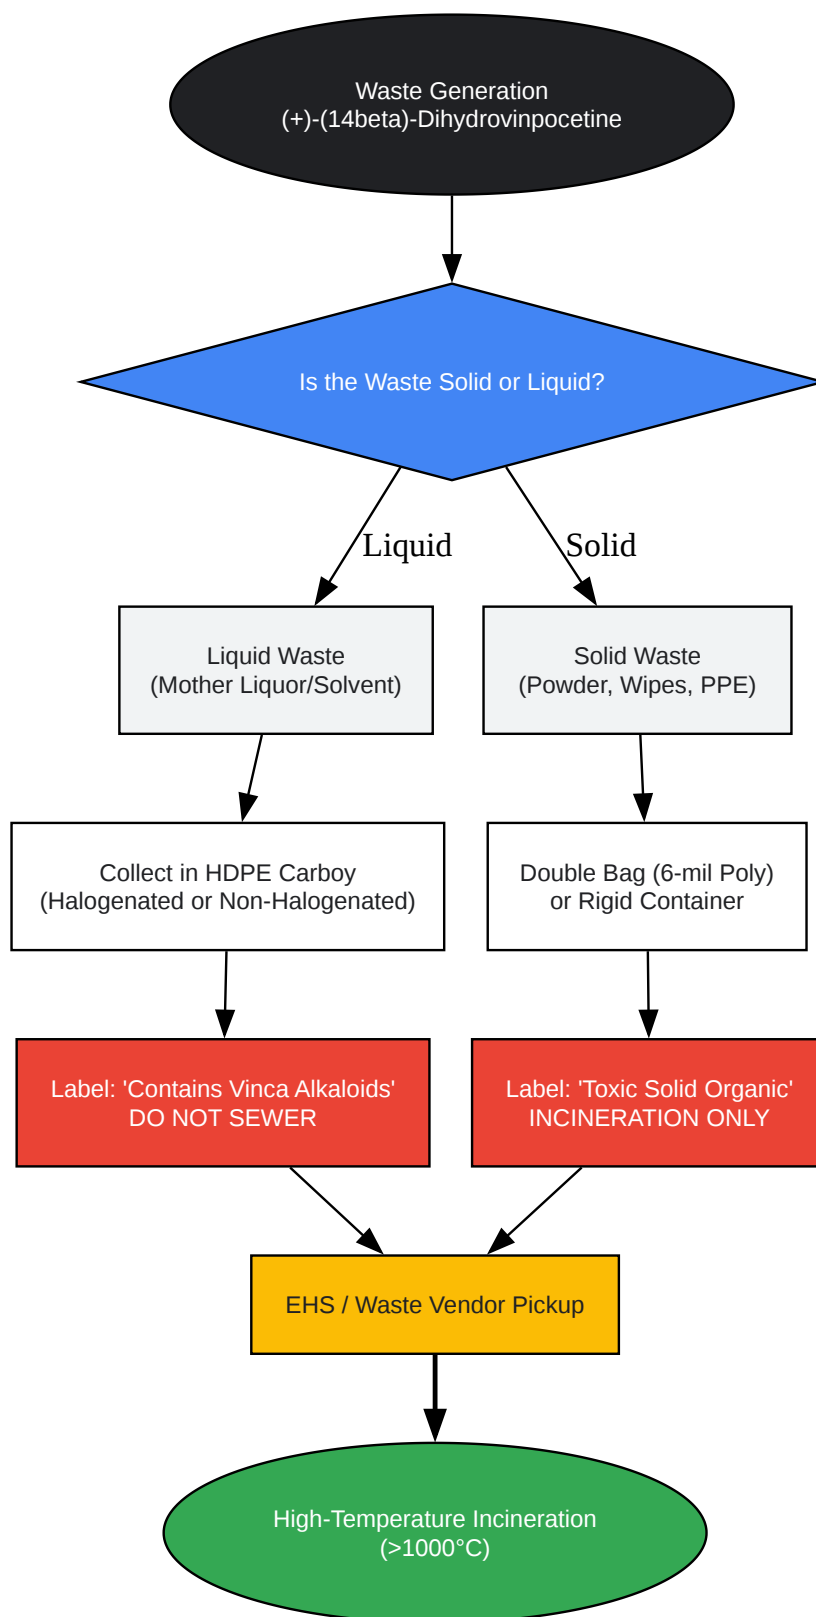 Waste Generation
(+)-(14beta)-Dihydrovinpocetine
Is the Waste Solid or Liquid?
Liquid
Solid
Liquid Waste
(Mother Liquor/Solvent)
Solid Waste
(Powder, Wipes, PPE)
Collect in HDPE Carboy
(Halogenated or Non-Halogenated)
Double Bag (6-mil Poly)
or Rigid Container
Label: 'Contains Vinca Alkaloids'
DO NOT SEWER
Label: 'Toxic Solid Organic'
INCINERATION ONLY
EHS / Waste Vendor Pickup
High-Temperature Incineration
(>1000°C)